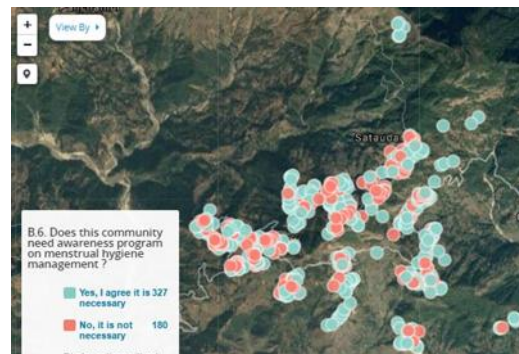 +
−
View By
Satauda
B.6. Does this community
need awareness program
on menstrual hygiene
management ?
Yes, I agree it is 327
necessary
No, it is not 180
necessary